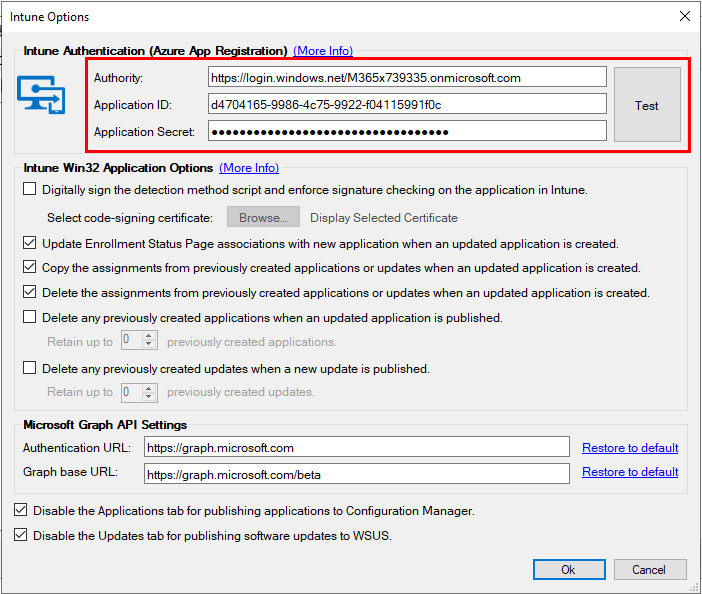 Intune Options
Intune Authentication (Azure App Registration) (More Info)
Authority: https://login.windows.net/M365x739335.onmicrosoft.com
Application ID: d4704165-9986-4c75-9922-f04115991f0c
Test
Application Secret: ●●●●●●●●●●●●●●●●●●●●●●●●●●●●●●●●●●
Intune Win32 Application Options (More Info)
Digitally sign the detection method script and enforce signature checking on the application in Intune.
Select code-signing certificate: Browse... Display Selected Certificate
Update Enrollment Status Page associations with new application when an updated application is created.
Copy the assignments from previously created applications or updates when an updated application is created.
Delete the assignments from previously created applications or updates when an updated application is created.
Delete any previously created applications when an updated application is published.
Retain up to 0 previously created applications.
Delete any previously created updates when a new update is published.
Retain up to 0 previously created updates.
Microsoft Graph API Settings
Authentication URL: https://graph.microsoft.com Restore to default
Graph base URL: https://graph.microsoft.com/beta Restore to default
Disable the Applications tab for publishing applications to Configuration Manager.
Disable the Updates tab for publishing software updates to WSUS.
Ok Cancel